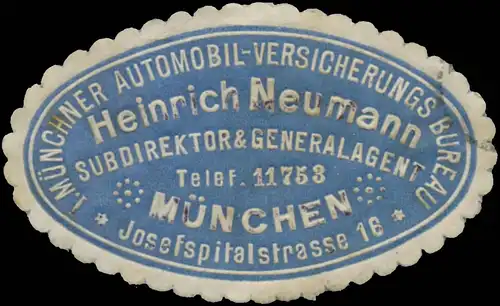 I. MÜNCHNER AUTOMOBIL-VERSICHERUNGS BUREAU
Heinrich Neumann
SUBDIREKTOR & GENERALAGENT
Telef. 11753
MÜNCHEN
* Josefspitalstrasse 16 *